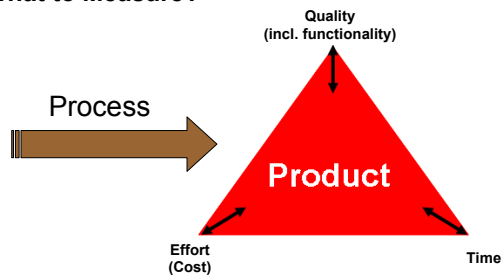 Quality
(incl. functionality)
Process
Product
Effort
(Cost)
Time